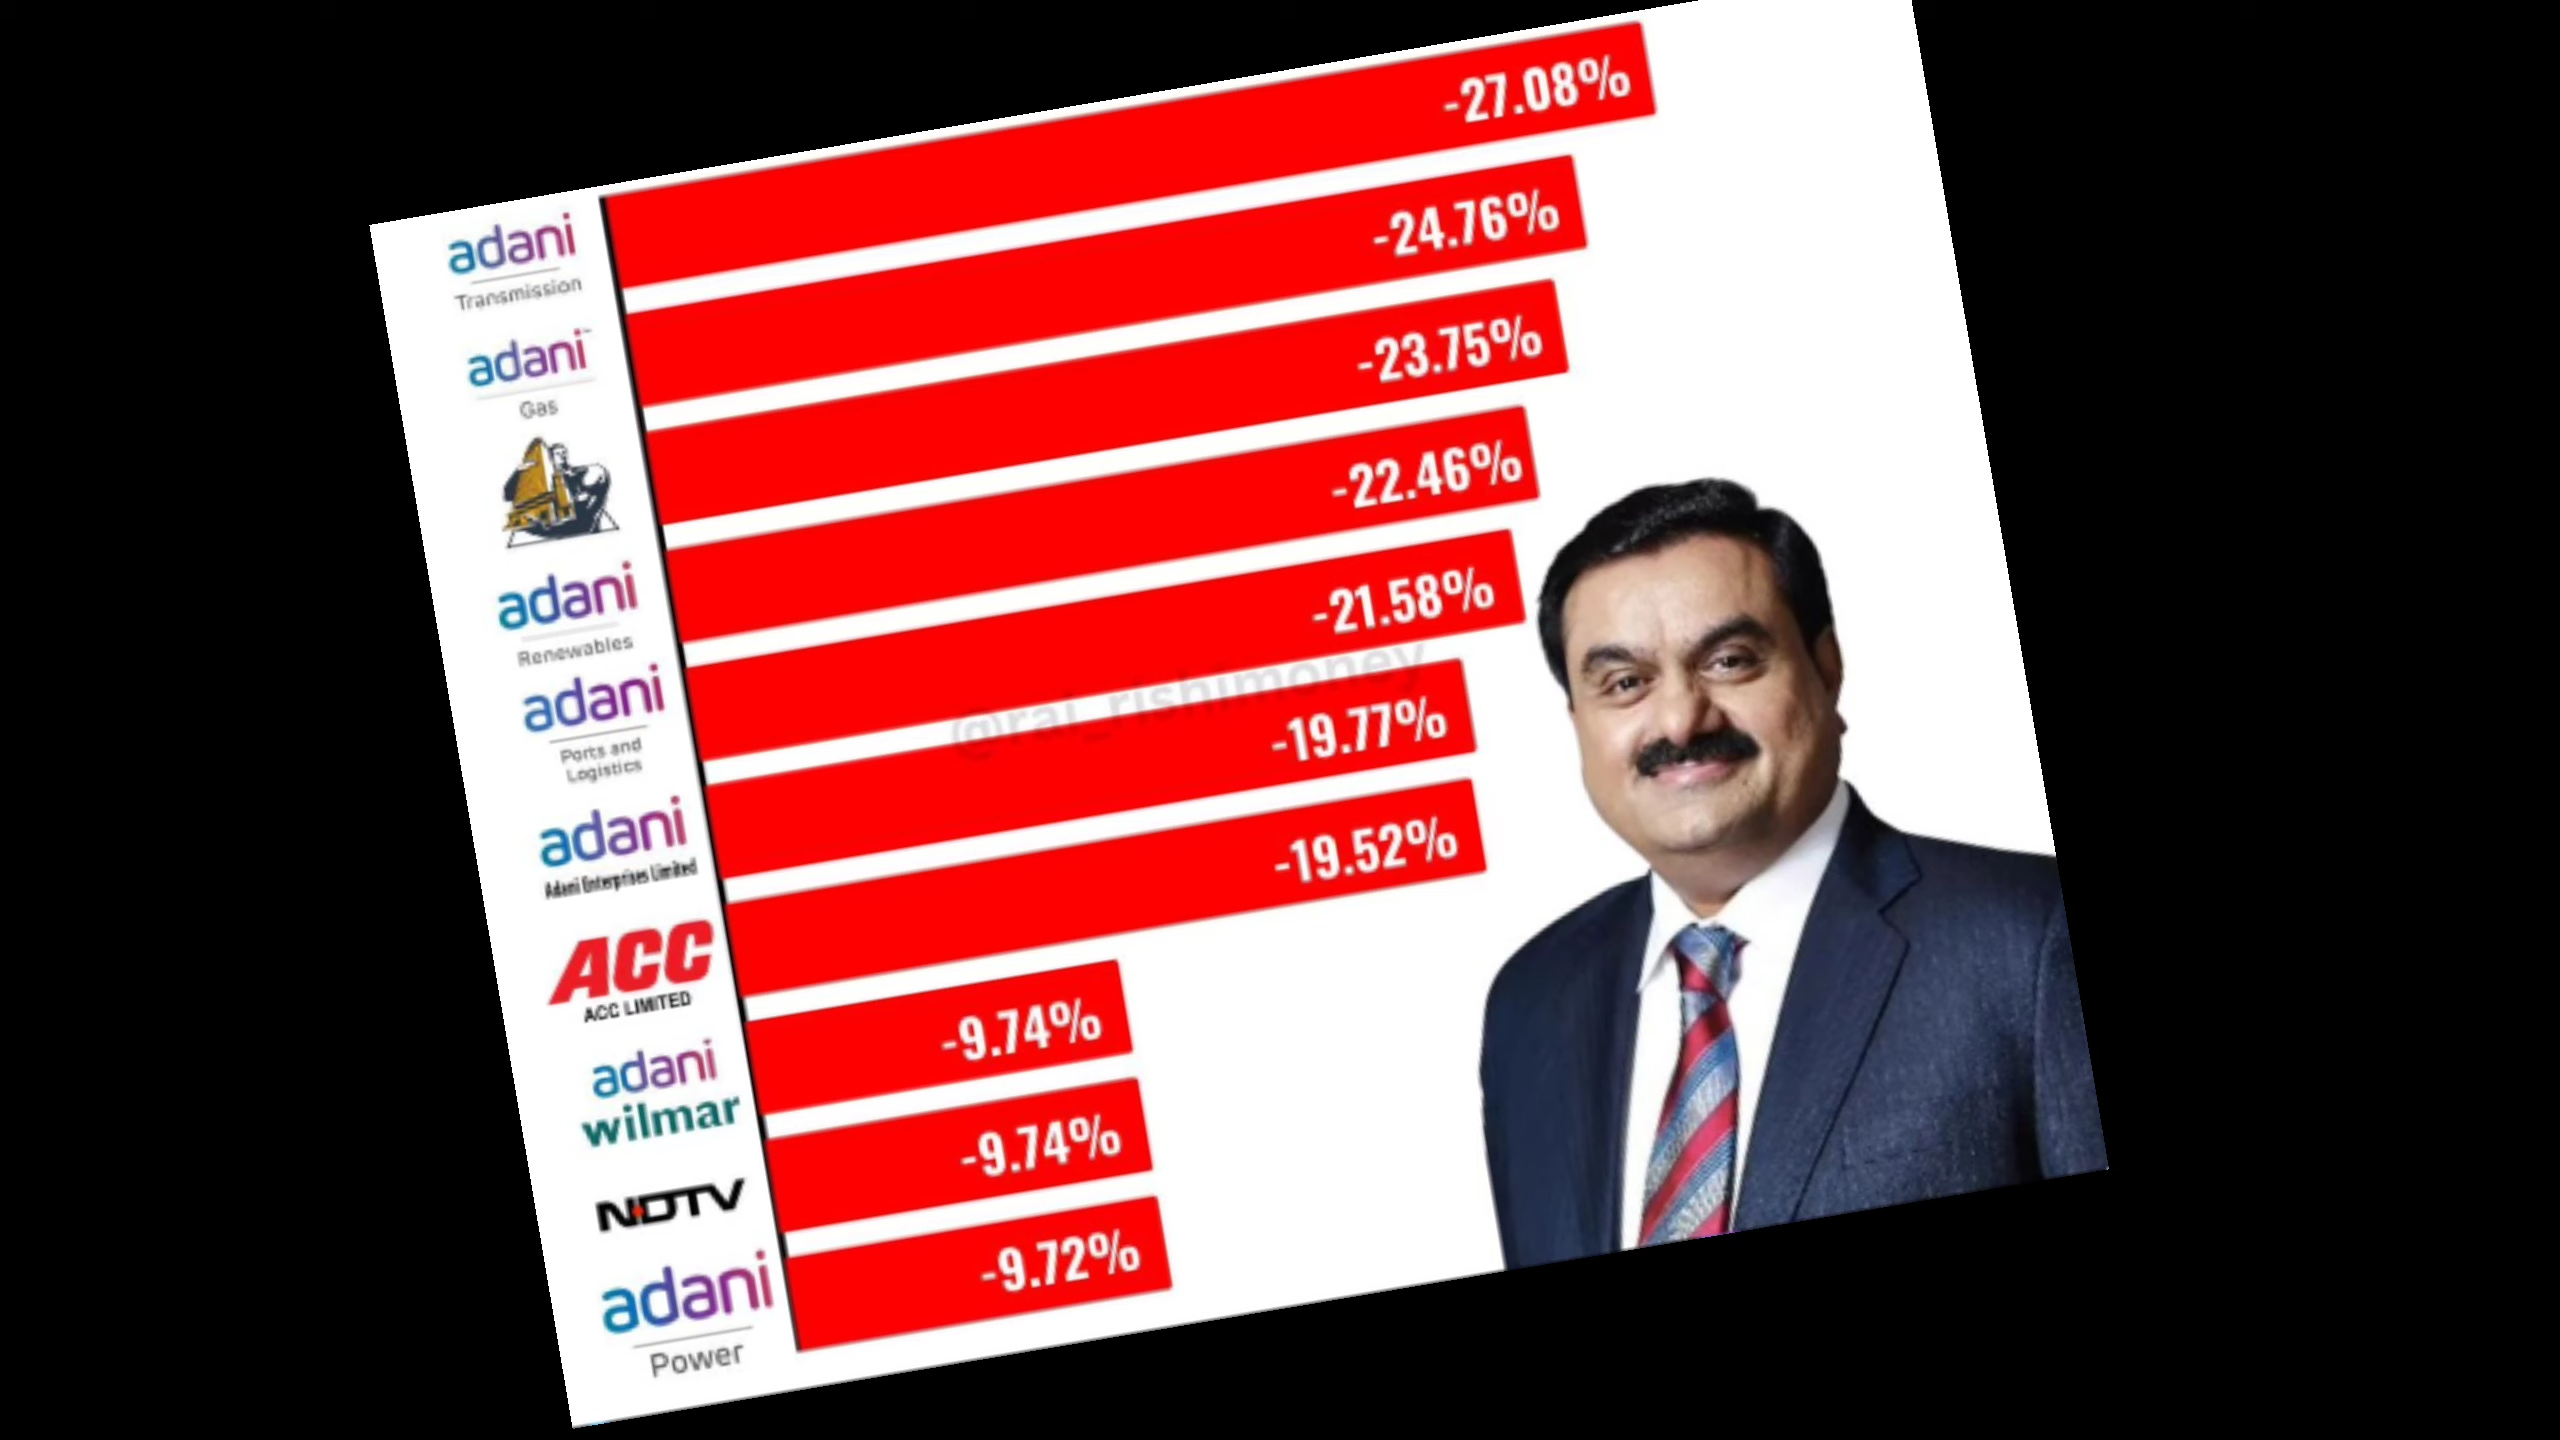 adani
Transmission
-27.08%
adani
Gas
-24.76%
-23.75%
adani
Renewables
-22.46%
adani
Ports and
Logistics
-21.58%
@rai_rishimoney
adani
Adani Enterprises Limited
-19.77%
ACC
ACC LIMITED
-19.52%
adani
wilmar
-9.74%
NDTV
-9.74%
adani
Power
-9.72%